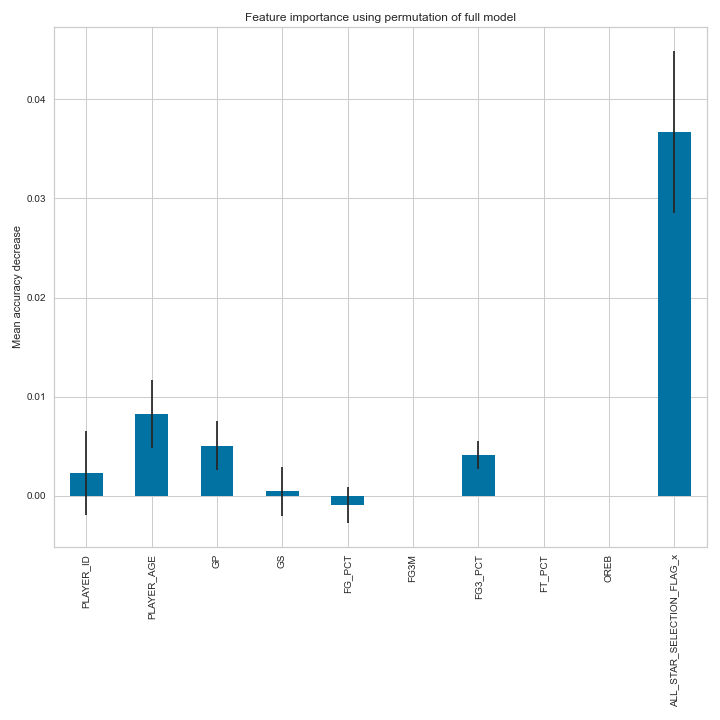 Feature importance using permutation of full model
Mean accuracy decrease
0.04
0.03
0.02
0.01
0.00
PLAYER_ID
PLAYER_AGE
GP
GS
FG_PCT
FG3M
FG3_PCT
FT_PCT
OREB
ALL_STAR_SELECTION_FLAG_x